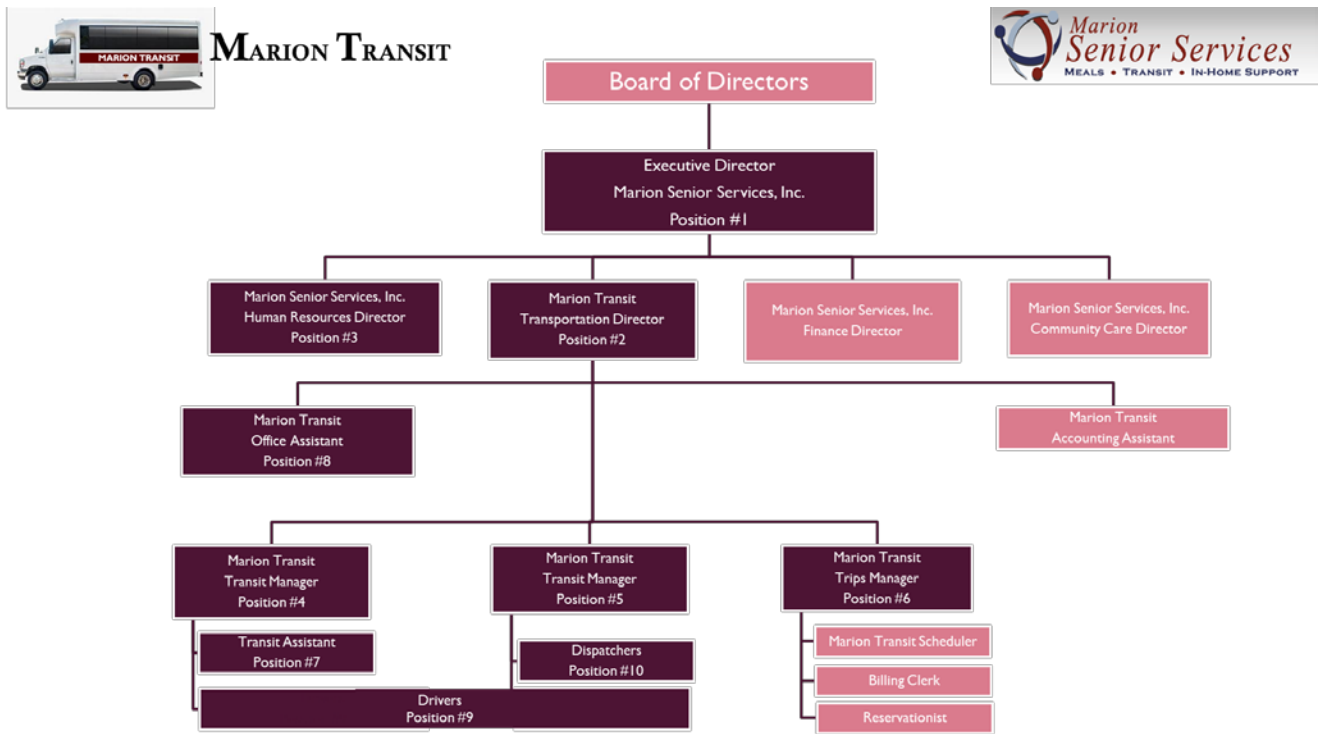 MARION TRANSIT
MARION TRANSIT
Marion
Senior Services
MEALS • TRANSIT • IN-HOME SUPPORT
Board of Directors
Executive Director
Marion Senior Services, Inc.
Position #1
Marion Senior Services, Inc.
Human Resources Director
Position #3
Marion Transit
Transportation Director
Position #2
Marion Senior Services, Inc.
Finance Director
Marion Senior Services, Inc.
Community Care Director
Marion Transit
Office Assistant
Position #8
Marion Transit
Accounting Assistant
Marion Transit
Transit Manager
Position #4
Marion Transit
Transit Manager
Position #5
Marion Transit
Trips Manager
Position #6
Transit Assistant
Position #7
Dispatchers
Position #10
Drivers
Position #9
Marion Transit Scheduler
Billing Clerk
Reservationist